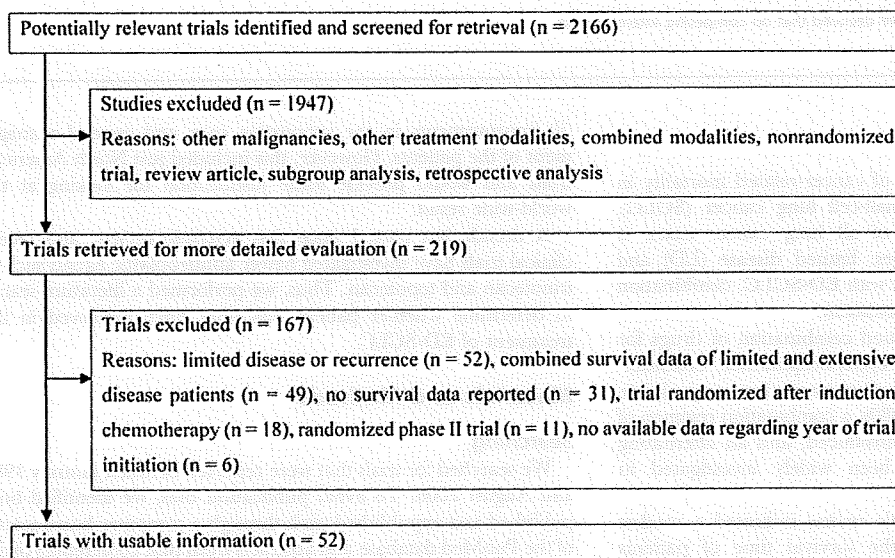 Potentially relevant trials identified and screened for retrieval (n = 2166)
Studies excluded (n = 1947)
Reasons: other malignancies, other treatment modalities, combined modalities, nonrandomized
trial, review article, subgroup analysis, retrospective analysis
Trials retrieved for more detailed evaluation (n = 219)
Trials excluded (n = 167)
Reasons: limited disease or recurrence (n = 52), combined survival data of limited and extensive
disease patients (n = 49), no survival data reported (n = 31), trial randomized after induction
chemotherapy (n = 18), randomized phase II trial (n = 11), no available data regarding year of trial
initiation (n = 6)
Trials with usable information (n = 52)